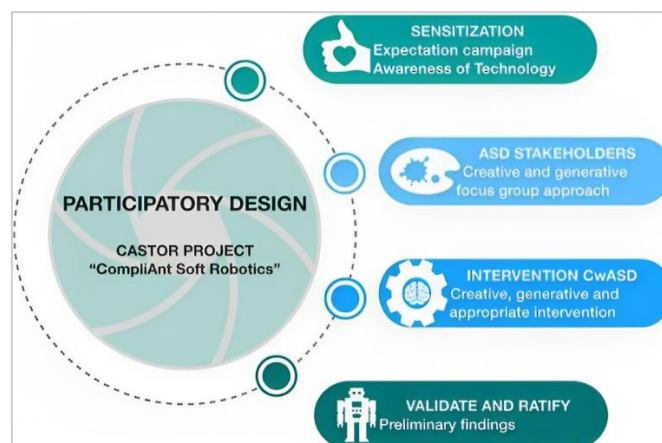 SENSITIZATION
Expectation campaign
Awareness of Technology
ASD STAKEHOLDERS
Creative and generative
focus group approach
PARTICIPATORY DESIGN
CASTOR PROJECT
“CompliAnt Soft Robotics”
INTERVENTION CwASD
Creative, generative and
appropriate intervention
VALIDATE AND RATIFY
Preliminary findings